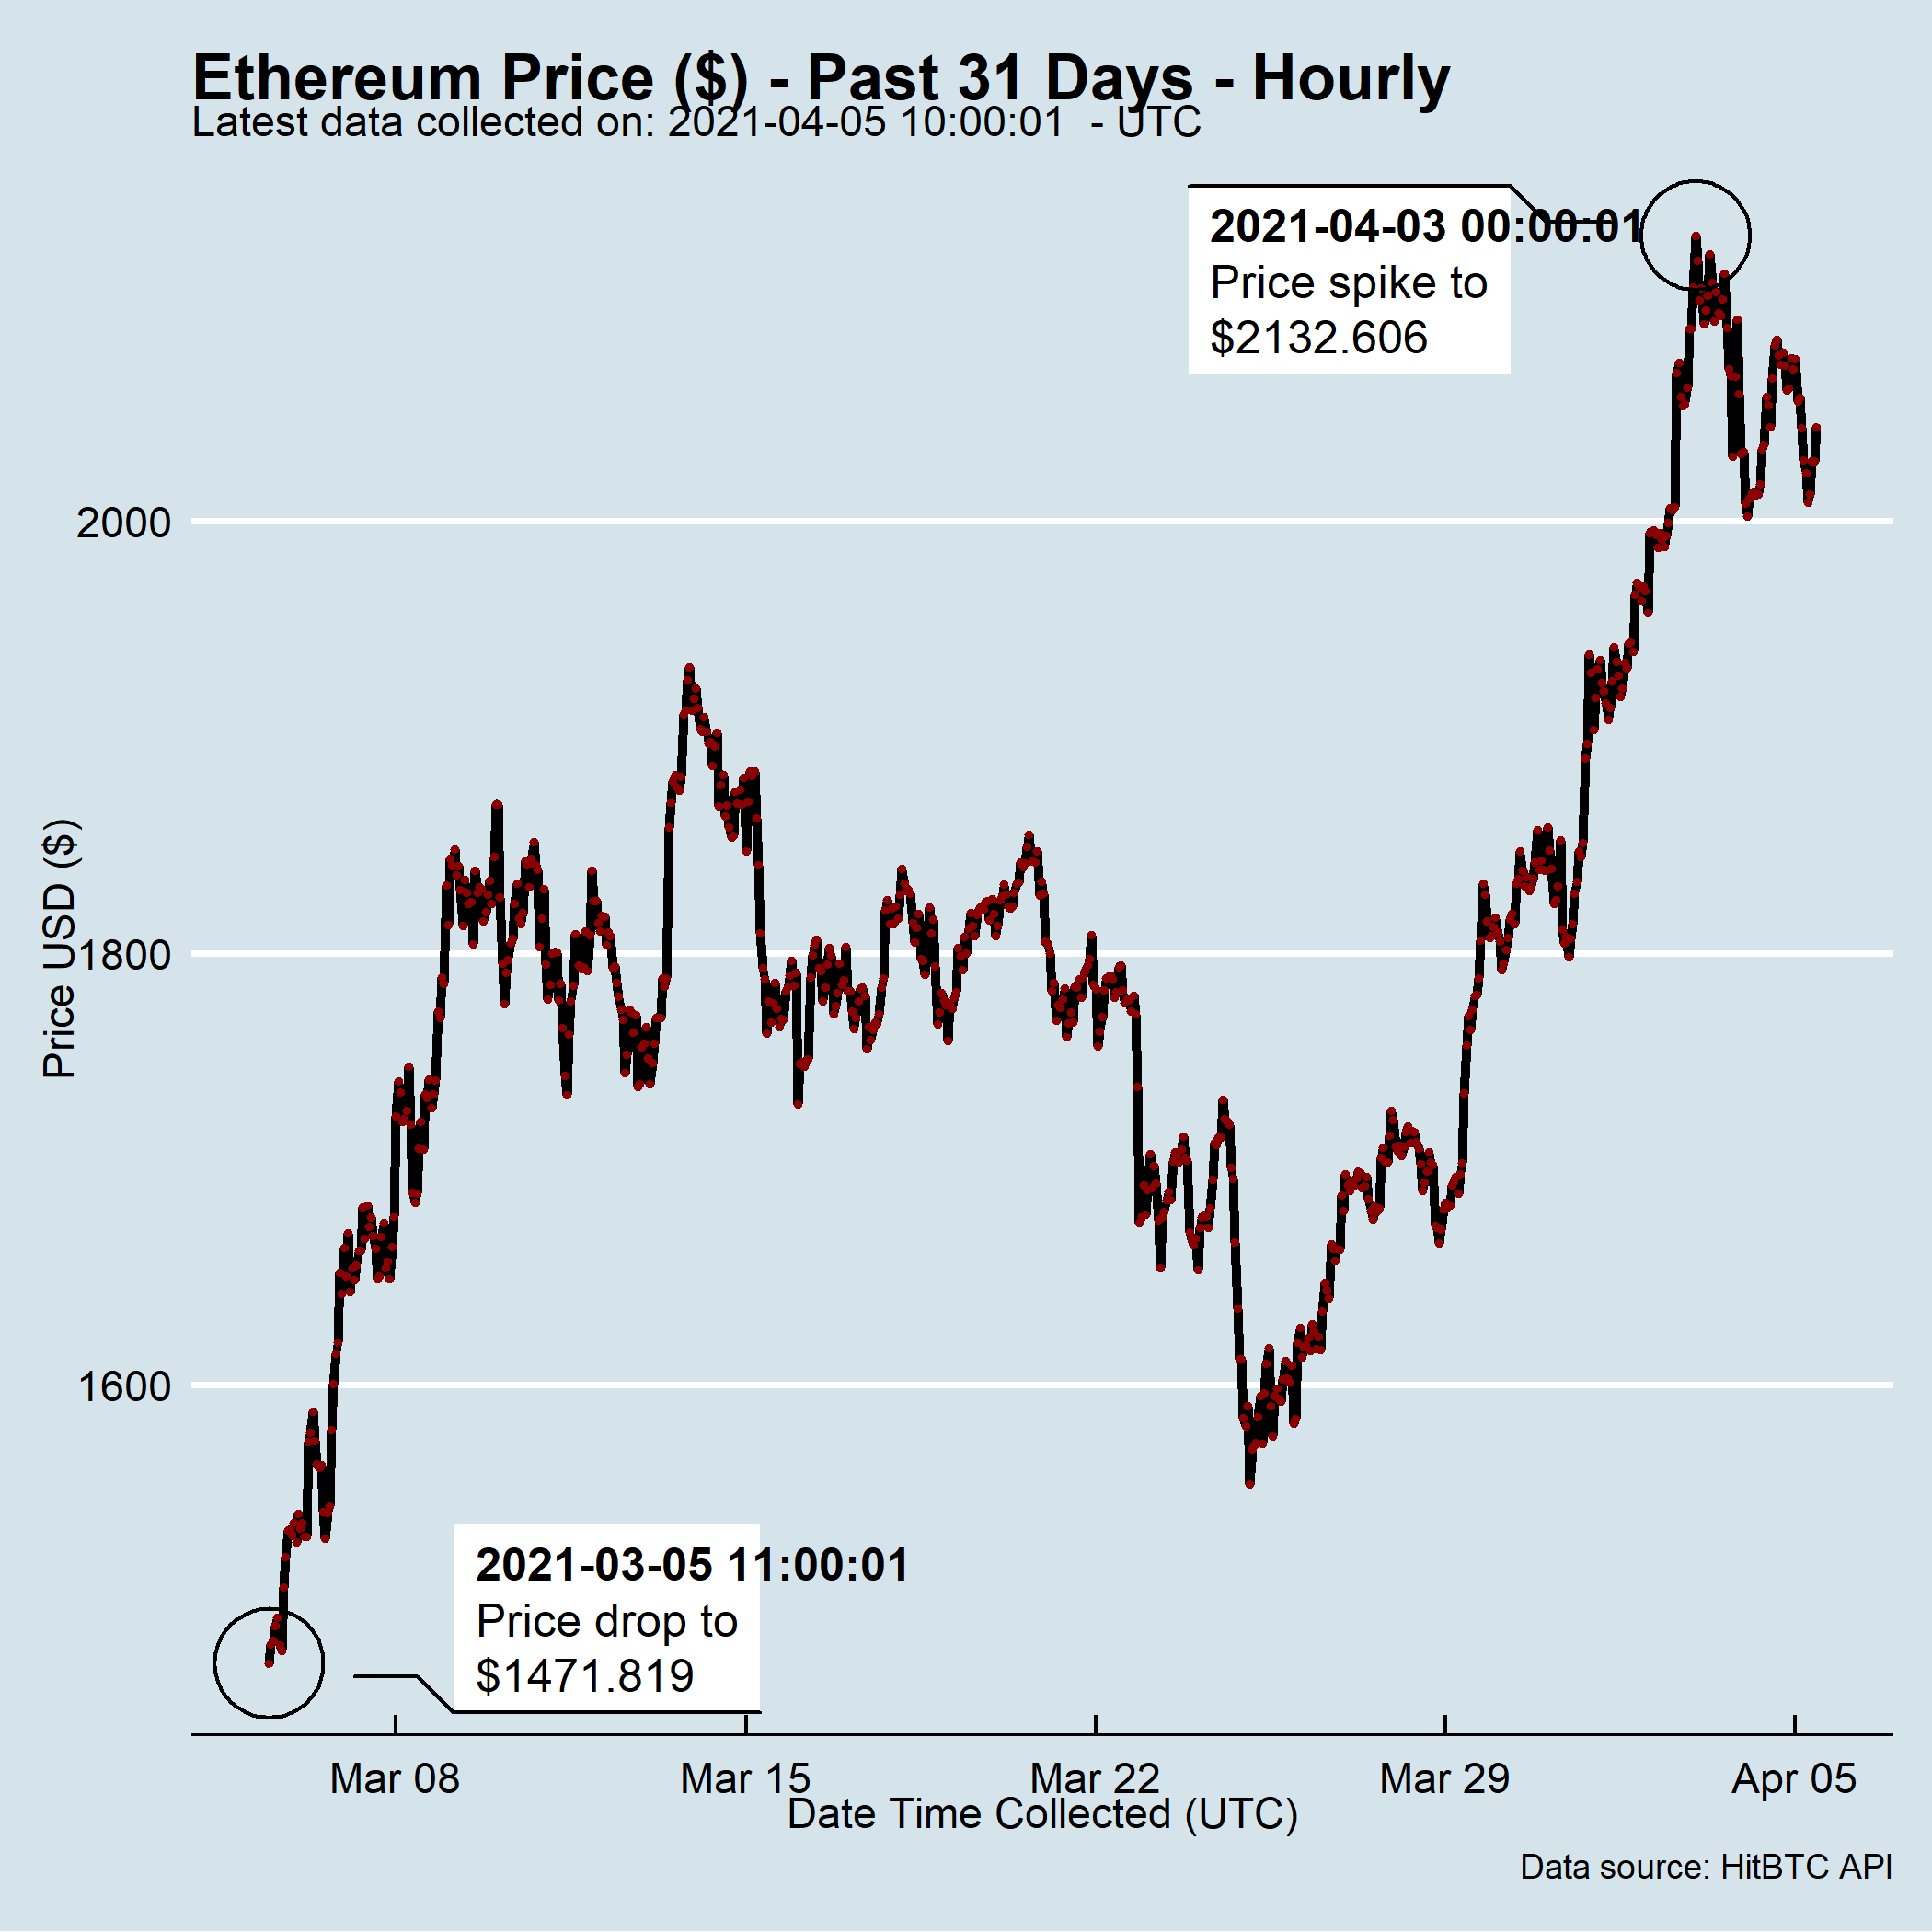 Ethereum Price ($) - Past 31 Days - Hourly
Latest data collected on: 2021-04-05 10:00:01  - UTC
2021-04-03 00:00:01
Price spike to
$2132.606
2000
1800
1600
Price USD ($)
2021-03-05 11:00:01
Price drop to
$1471.819
Mar 08
Mar 15
Mar 22
Mar 29
Apr 05
Date Time Collected (UTC)
Data source: HitBTC API